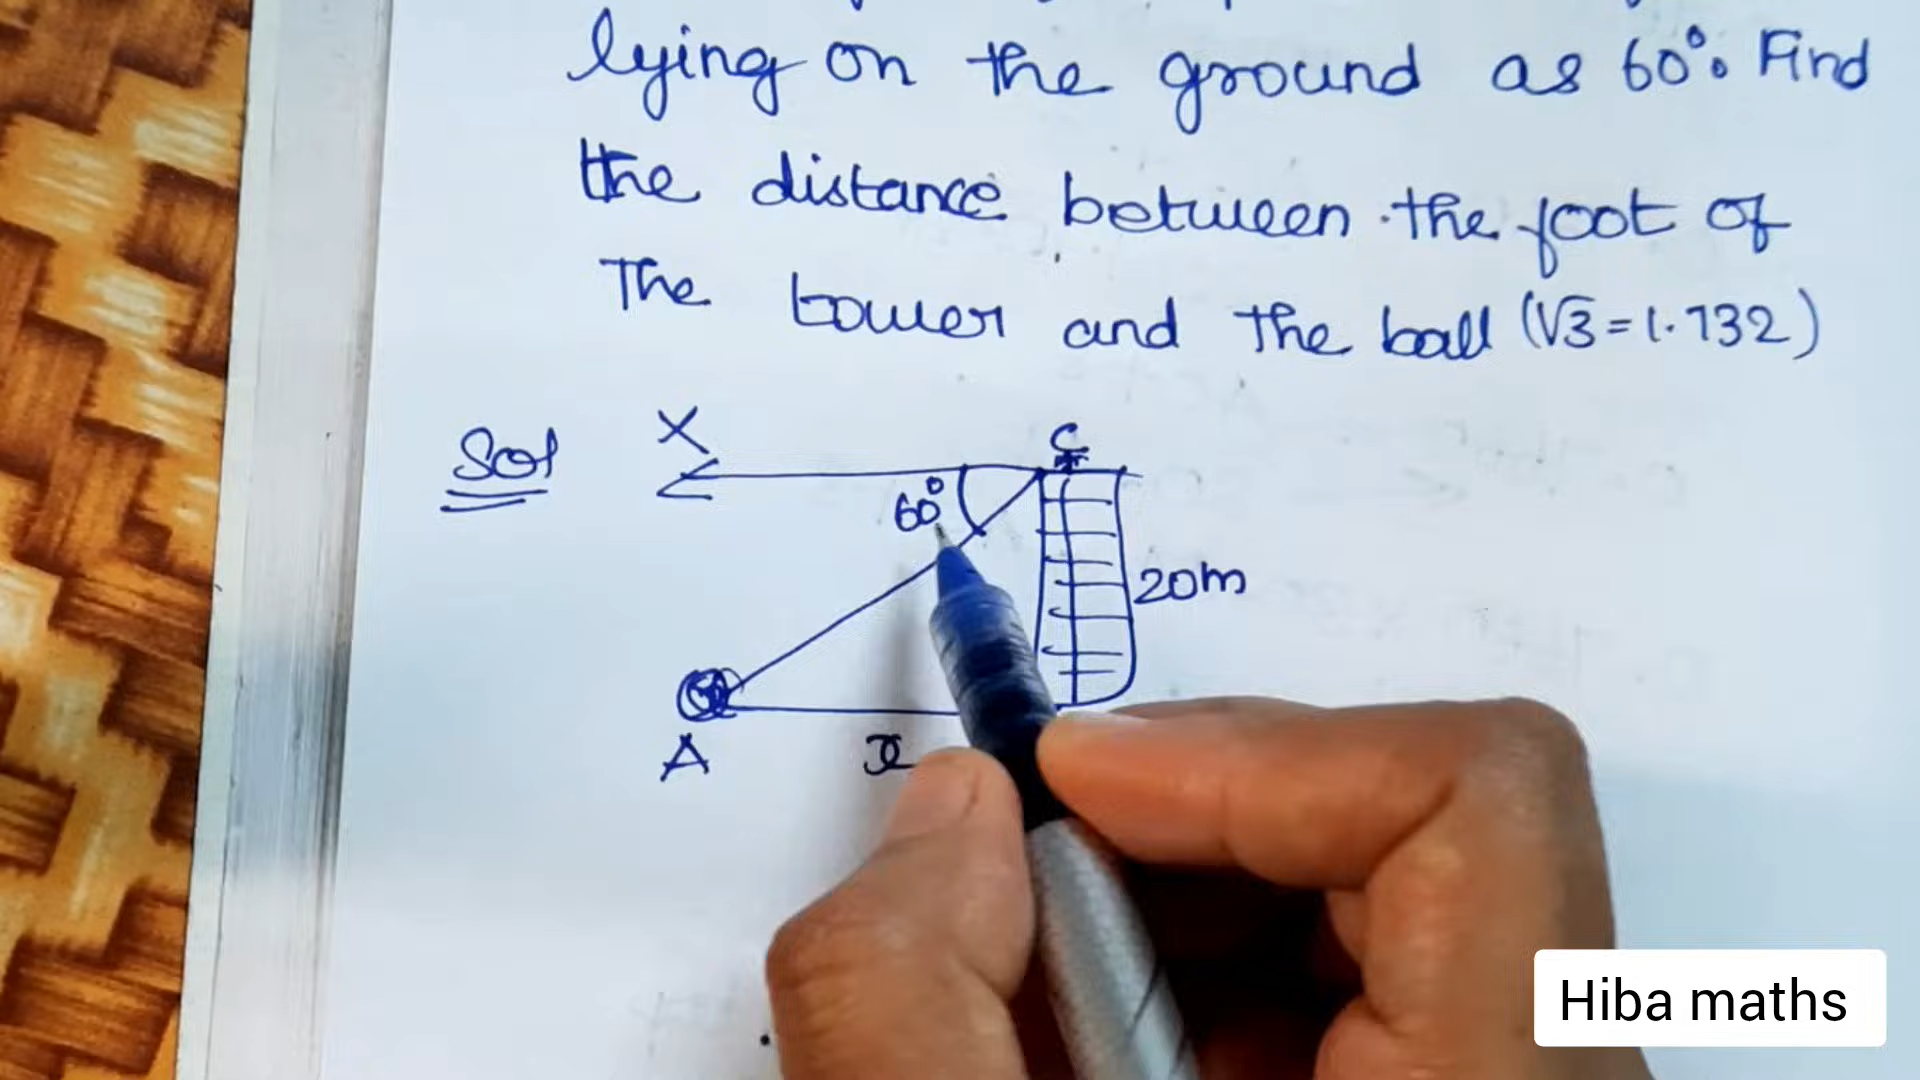 lying on the ground as 60°. Find
the distance between the foot of
The tower and the ball (√3 = 1.732)
Sol
X
C
60°
20m
A
x
Hiba maths